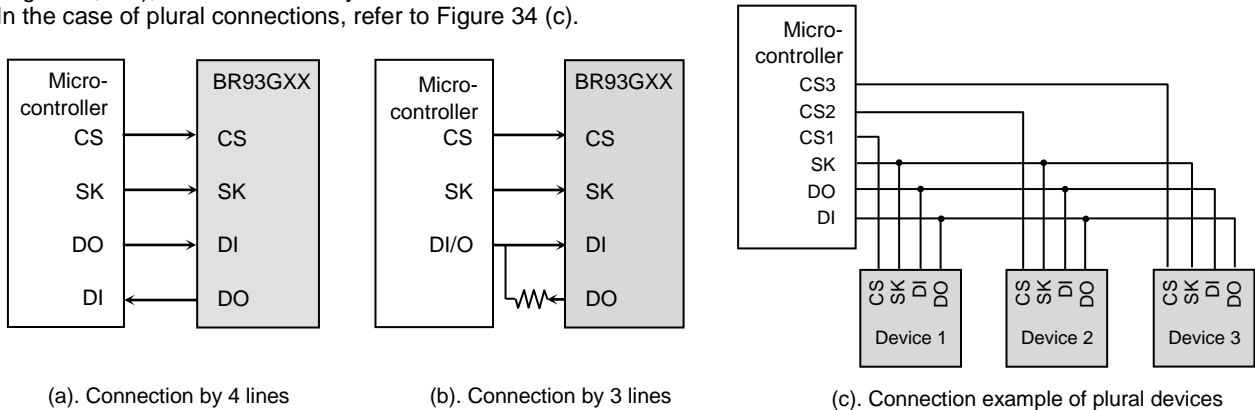 In the case of plural connections, refer to Figure 34 (c).
Micro-
controller
CS
SK
DO
DI
BR93GXX
CS
SK
DI
DO
(a). Connection by 4 lines
Micro-
controller
CS
SK
DI/O
BR93GXX
CS
SK
DI
DO
(b). Connection by 3 lines
Micro-
controller
CS3
CS2
CS1
SK
DO
DI
CS
SK
DI
DO
Device 1
CS
SK
DI
DO
Device 2
CS
SK
DI
DO
Device 3
(c). Connection example of plural devices